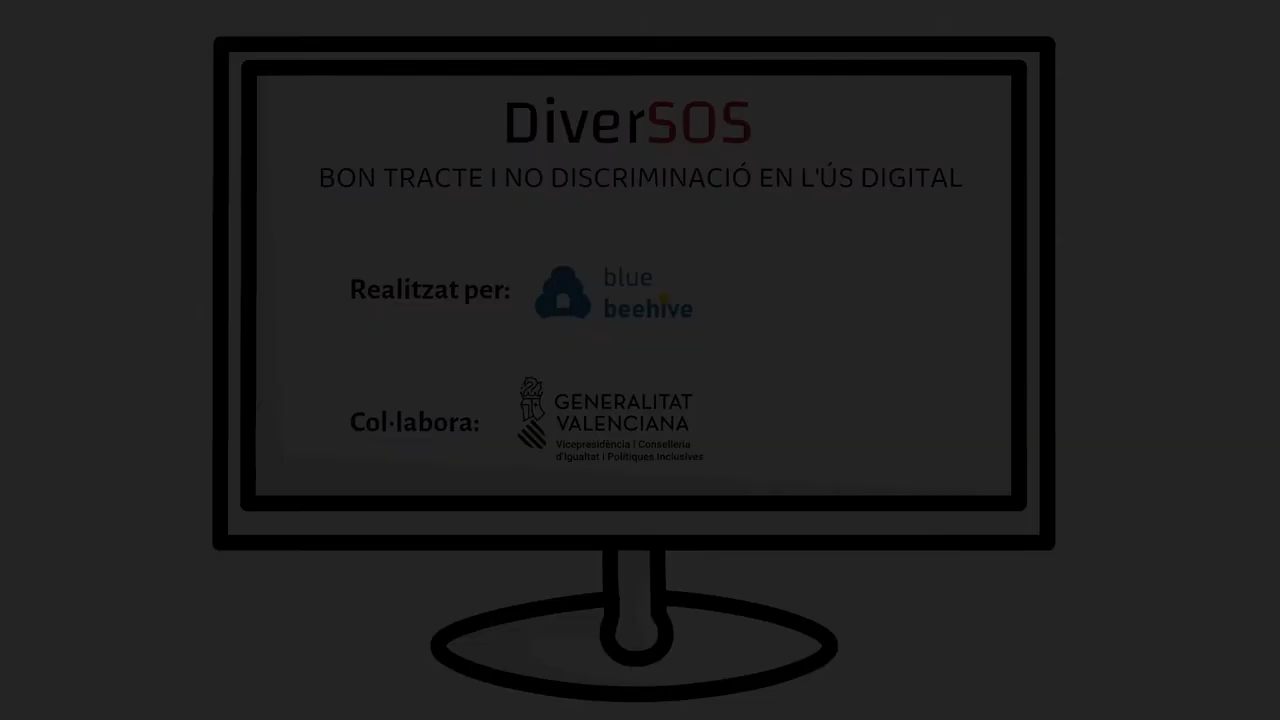 DiverSOS
BON TRACTE I NO DISCRIMINACIÓ EN L'ÚS DIGITAL
Realitzat per:
blue
beehive
Col·labora:
GENERALITAT
VALENCIANA
Vicepresidència i Conselleria
d'Igualtat i Polítiques Inclusives